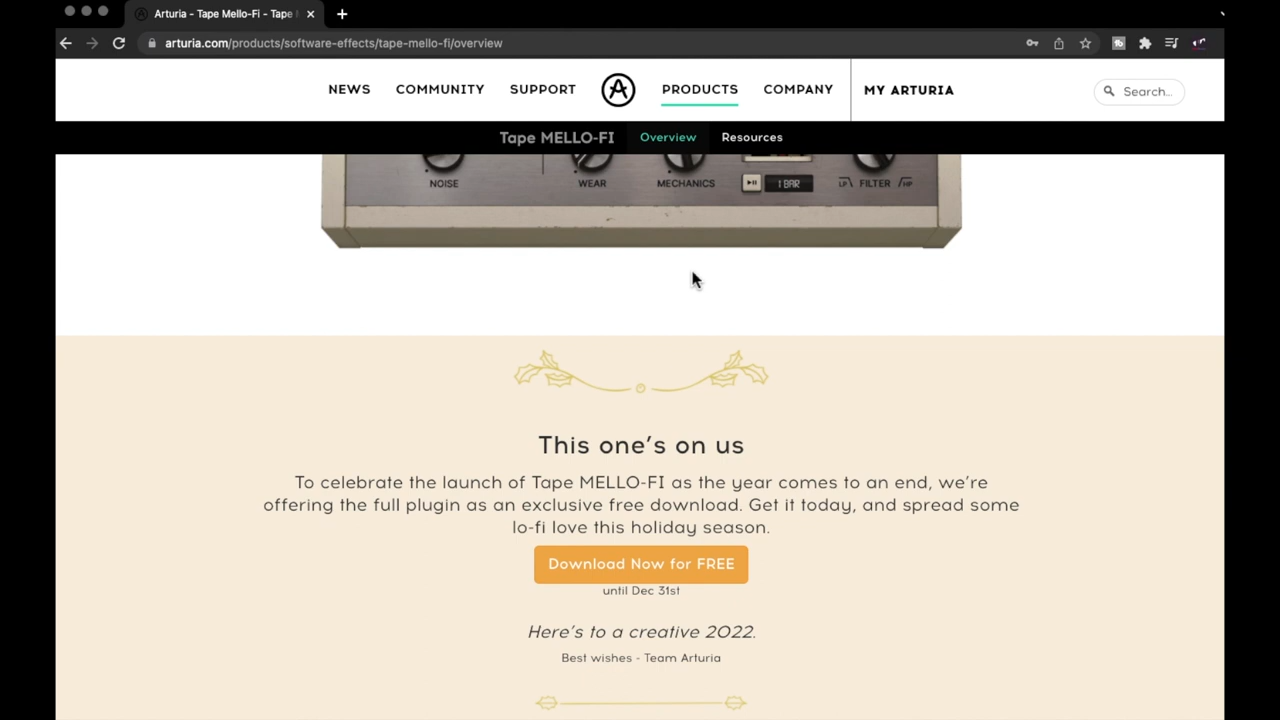 Arturia - Tape Mello-Fi - Tape
arturia.com/products/software-effects/tape-mello-fi/overview
NEWS COMMUNITY SUPPORT PRODUCTS COMPANY MY ARTURIA Search...
Tape MELLO-FI Overview Resources
NOISE WEAR MECHANICS 1 BAR LP FILTER HP
This one's on us
To celebrate the launch of Tape MELLO-FI as the year comes to an end, we're
offering the full plugin as an exclusive free download. Get it today, and spread some
lo-fi love this holiday season.
Download Now for FREE
until Dec 31st
Here's to a creative 2022.
Best wishes - Team Arturia